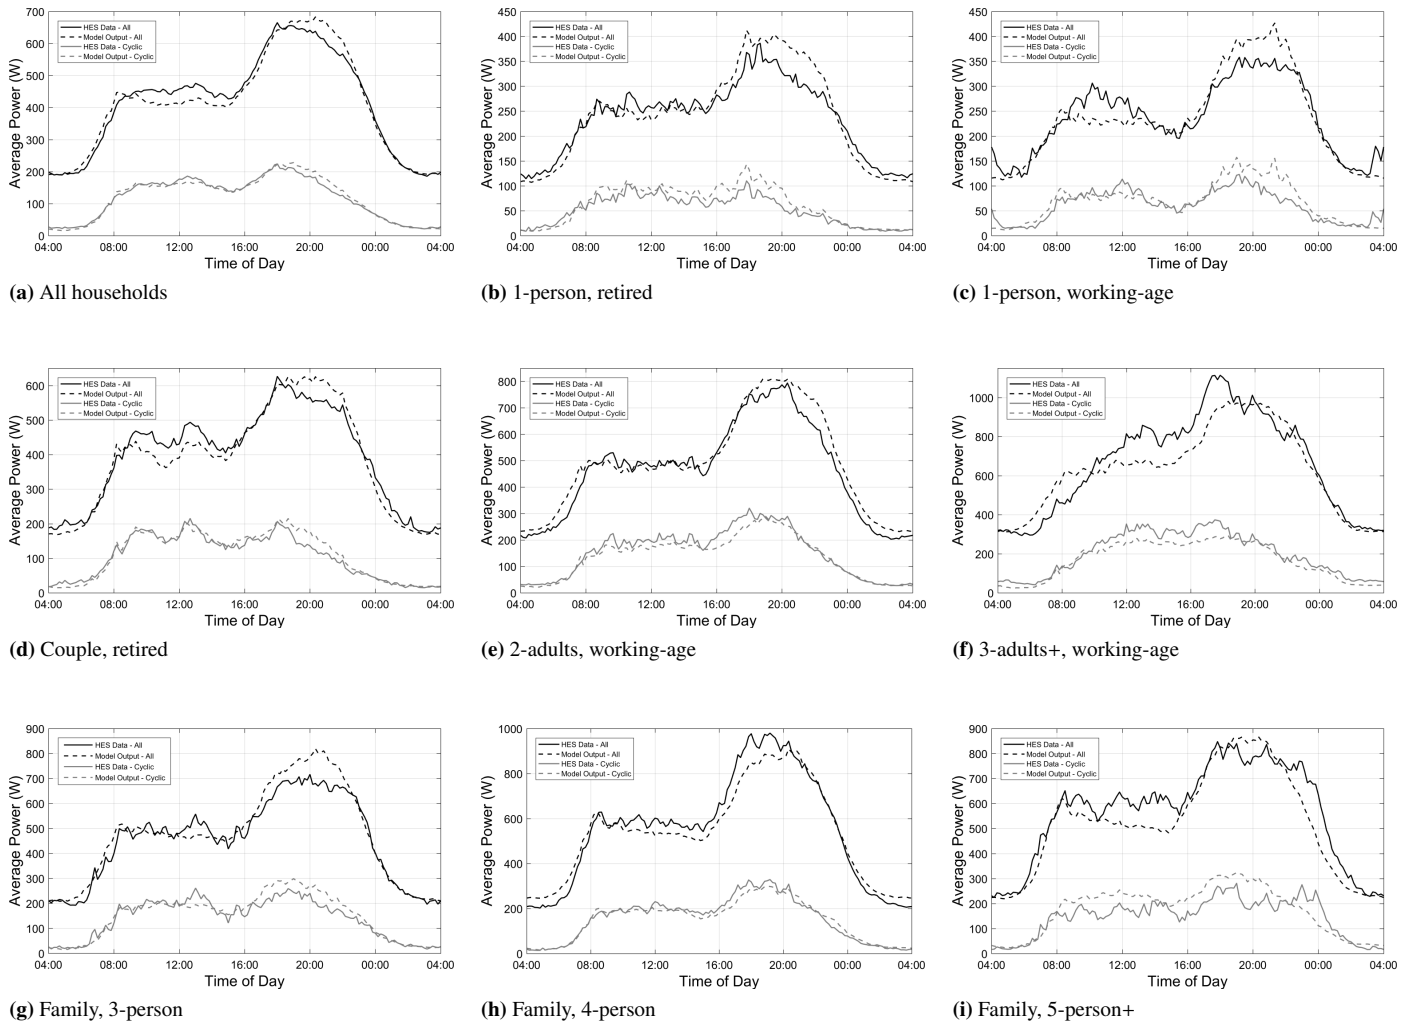 HES Data - All
Model Output - All
HES Data - Cyclic
Model Output - Cyclic
Average Power (W)
700
600
500
400
300
200
100
0
04:00 08:00 12:00 16:00 20:00 00:00 04:00
Time of Day
(a) All households
HES Data - All
Model Output - All
HES Data - Cyclic
Model Output - Cyclic
Average Power (W)
450
400
350
300
250
200
150
100
50
0
04:00 08:00 12:00 16:00 20:00 00:00 04:00
Time of Day
(b) 1-person, retired
HES Data - All
Model Output - All
HES Data - Cyclic
Model Output - Cyclic
Average Power (W)
450
400
350
300
250
200
150
100
50
0
04:00 08:00 12:00 16:00 20:00 00:00 04:00
Time of Day
(c) 1-person, working-age
HES Data - All
Model Output - All
HES Data - Cyclic
Model Output - Cyclic
Average Power (W)
600
500
400
300
200
100
0
04:00 08:00 12:00 16:00 20:00 00:00 04:00
Time of Day
(d) Couple, retired
HES Data - All
Model Output - All
HES Data - Cyclic
Model Output - Cyclic
Average Power (W)
800
700
600
500
400
300
200
100
0
04:00 08:00 12:00 16:00 20:00 00:00 04:00
Time of Day
(e) 2-adults, working-age
HES Data - All
Model Output - All
HES Data - Cyclic
Model Output - Cyclic
Average Power (W)
1000
800
600
400
200
0
04:00 08:00 12:00 16:00 20:00 00:00 04:00
Time of Day
(f) 3-adults+, working-age
HES Data - All
Model Output - All
HES Data - Cyclic
Model Output - Cyclic
Average Power (W)
900
800
700
600
500
400
300
200
100
0
04:00 08:00 12:00 16:00 20:00 00:00 04:00
Time of Day
(g) Family, 3-person
HES Data - All
Model Output - All
HES Data - Cyclic
Model Output - Cyclic
Average Power (W)
1000
800
600
400
200
0
04:00 08:00 12:00 16:00 20:00 00:00 04:00
Time of Day
(h) Family, 4-person
HES Data - All
Model Output - All
HES Data - Cyclic
Model Output - Cyclic
Average Power (W)
900
800
700
600
500
400
300
200
100
0
04:00 08:00 12:00 16:00 20:00 00:00 04:00
Time of Day
(i) Family, 5-person+